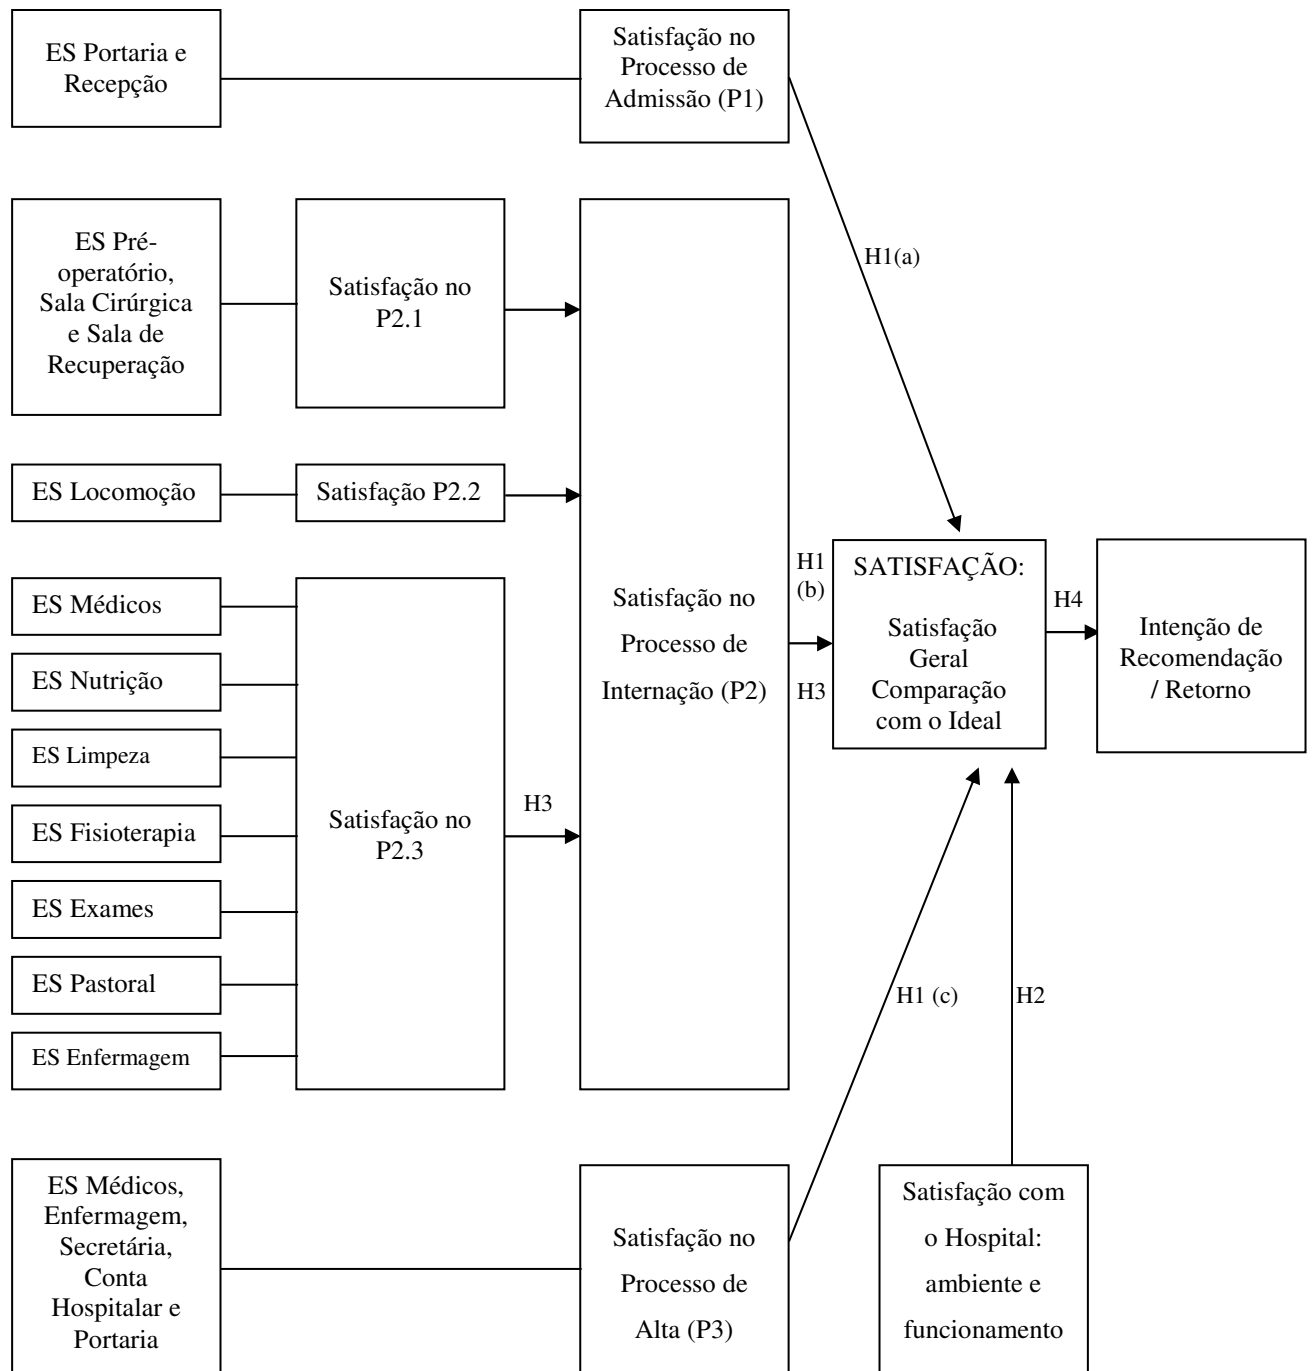 ES Portaria e
Recepção
Satisfação no
Processo de
Admissão (P1)
H1(a)
ES Pré-
operatório,
Sala Cirúrgica
e Sala de
Recuperação
Satisfação no
P2.1
ES Locomoção
Satisfação P2.2
ES Médicos
ES Nutrição
ES Limpeza
ES Fisioterapia
ES Exames
ES Pastoral
ES Enfermagem
Satisfação no
P2.3
H3
Satisfação no
Processo de
Internação (P2)
H1
(b)
H3
SATISFAÇÃO:
Satisfação
Geral
Comparação
com o Ideal
H4
Intenção de
Recomendação
/ Retorno
H1 (c)
H2
ES Médicos,
Enfermagem,
Secretária,
Conta
Hospitalar e
Portaria
Satisfação no
Processo de
Alta (P3)
Satisfação com
o Hospital:
ambiente e
funcionamento